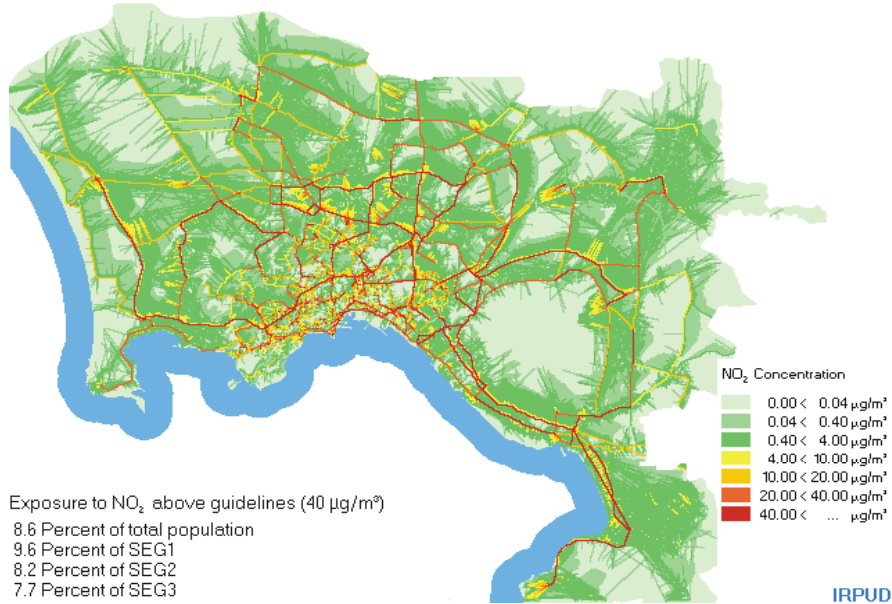 NO₂ Concentration
0.00 < 0.04 µg/m³
0.04 < 0.40 µg/m³
0.40 < 4.00 µg/m³
4.00 < 10.00 µg/m³
10.00 < 20.00 µg/m³
20.00 < 40.00 µg/m³
40.00 < ... µg/m³
Exposure to NO₂ above guidelines (40 µg/m³)
8.6 Percent of total population
9.6 Percent of SEG1
8.2 Percent of SEG2
7.7 Percent of SEG3
IRPUD